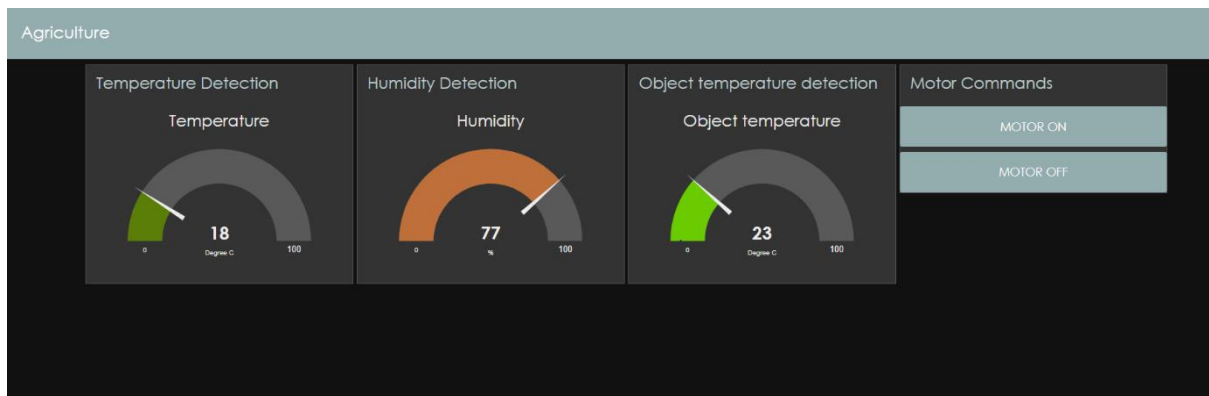 Agriculture
Temperature Detection
Temperature
18
Degree C
0
100
Humidity Detection
Humidity
77
%
0
100
Object temperature detection
Object temperature
23
Degree C
0
100
Motor Commands
MOTOR ON
MOTOR OFF